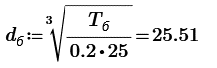 d_б := ∛(T_б / (0.2 • 25)) = 25.51